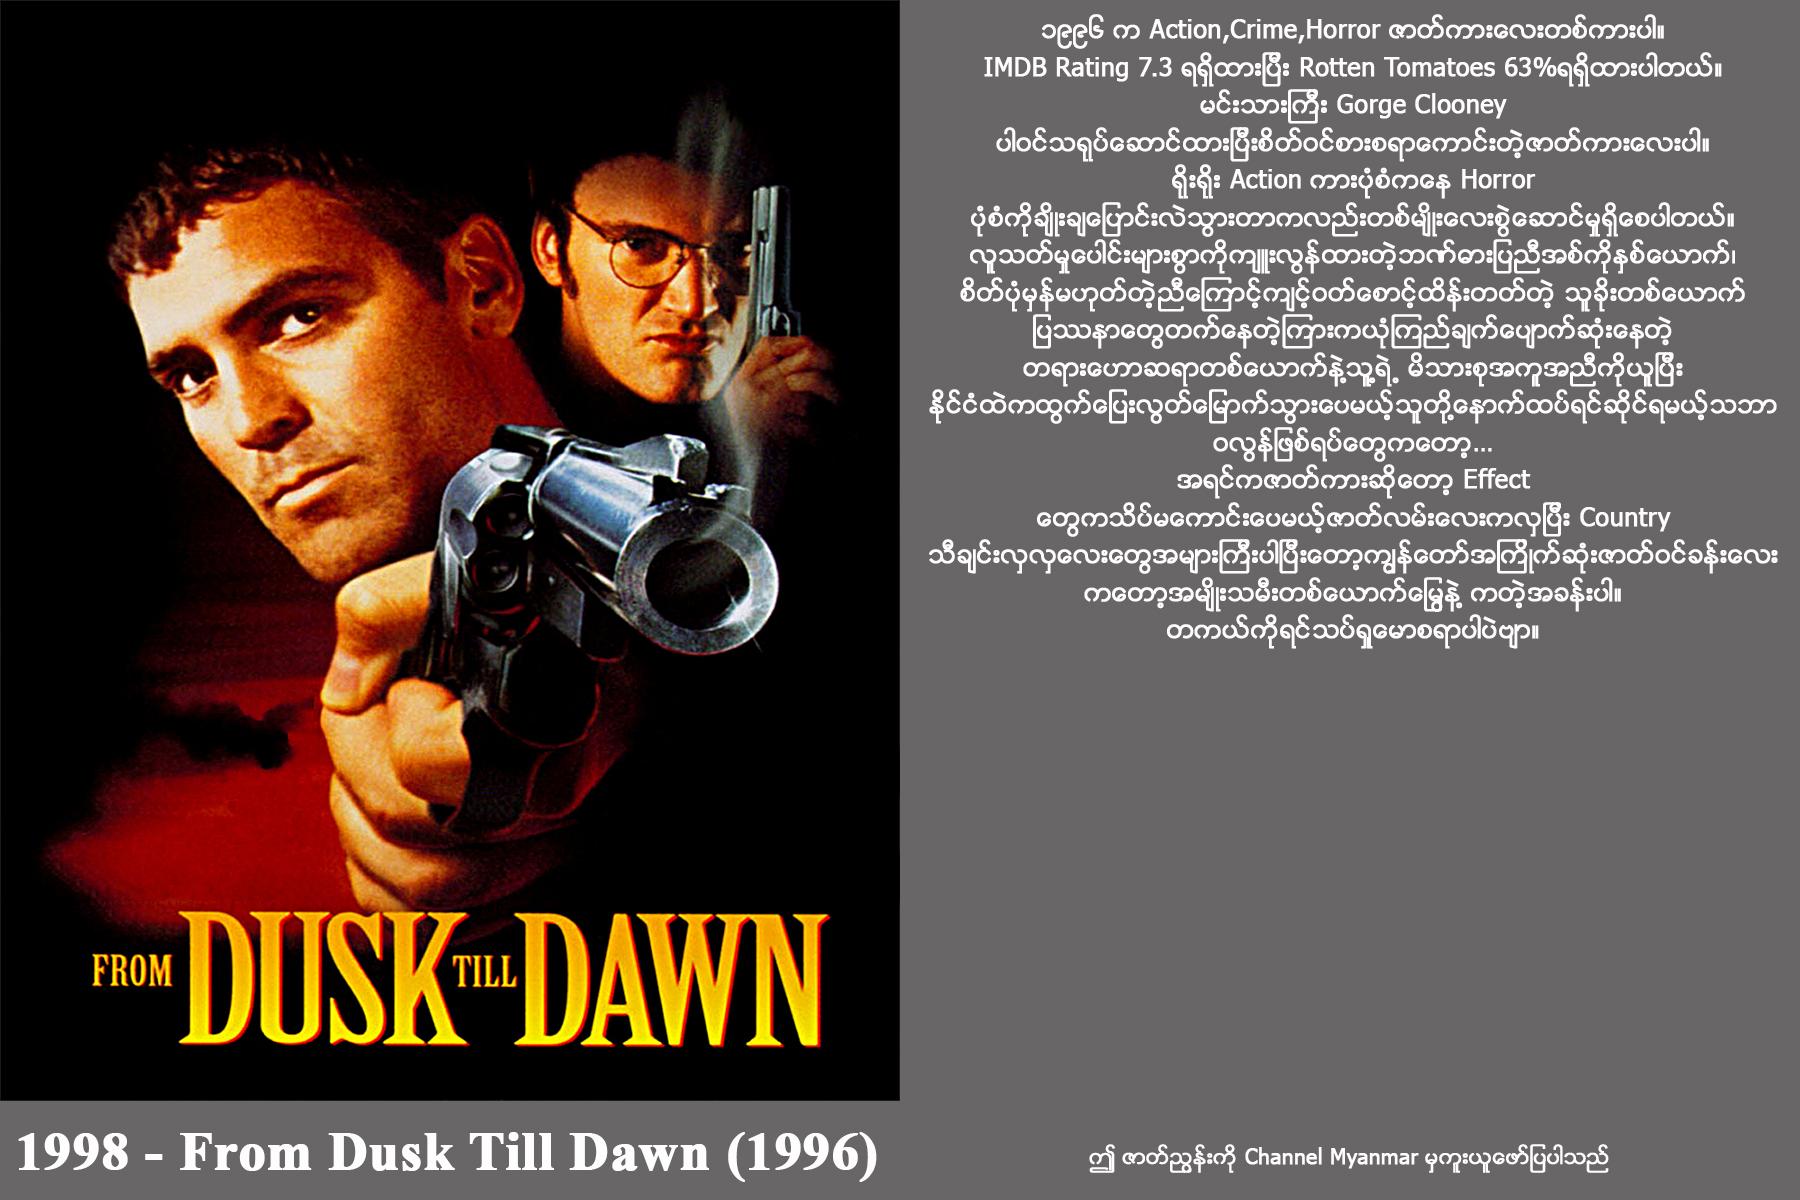 FROM DUSK TILL DAWN
1998 - From Dusk Till Dawn (1996)
၁၉၉၆ က Action,Crime,Horror ဇာတ်ကားလေးတစ်ကားပါ။
IMDB Rating 7.3 ရရှိထားပြီး Rotten Tomatoes 63%ရရှိထားပါတယ်။
မင်းသားကြီး Gorge Clooney
ပါဝင်သရုပ်ဆောင်ထားပြီးစိတ်ဝင်စားစရာကောင်းတဲ့ဇာတ်ကားလေးပါ။
ရိုးရိုး Action ကားပုံစံကနေ Horror
ပုံစံကိုချိုးချပြောင်းလဲသွားတာကလည်းတစ်မျိုးလေးစွဲဆောင်မှုရှိစေပါတယ်။
လူသတ်မှုပေါင်းများစွာကိုကျူးလွန်ထားတဲ့ဘဏ်ဓားပြညီအစ်ကိုနှစ်ယောက်၊
စိတ်ပုံမှန်မဟုတ်တဲ့ညီကြောင့်ကျင့်ဝတ်စောင့်ထိန်းတတ်တဲ့ သူခိုးတစ်ယောက်
ပြဿနာတွေတက်နေတဲ့ကြားကယုံကြည်ချက်ပျောက်ဆုံးနေတဲ့
တရားဟောဆရာတစ်ယောက်နဲ့သူ့ရဲ့ မိသားစုအကူအညီကိုယူပြီး
နိုင်ငံထဲကထွက်ပြေးလွတ်မြောက်သွားပေမယ့်သူတို့နောက်ထပ်ရင်ဆိုင်ရမယ့်သဘာ
ဝလွန်ဖြစ်ရပ်တွေကတော့...
အရင်ကဇာတ်ကားဆိုတော့ Effect
တွေကသိပ်မကောင်းပေမယ့်ဇာတ်လမ်းလေးကလှပြီး Country
သီချင်းလှလှလေးတွေအများကြီးပါပြီးတော့ကျွန်တော်အကြိုက်ဆုံးဇာတ်ဝင်ခန်းလေး
ကတော့အမျိုးသမီးတစ်ယောက်မြွေနဲ့ ကတဲ့အခန်းပါ။
တကယ်ကိုရင်သပ်ရှုမောစရာပါပဲဗျာ။
ဤ ဇာတ်ညွှန်းကို Channel Myanmar မှကူးယူဖော်ပြပါသည်